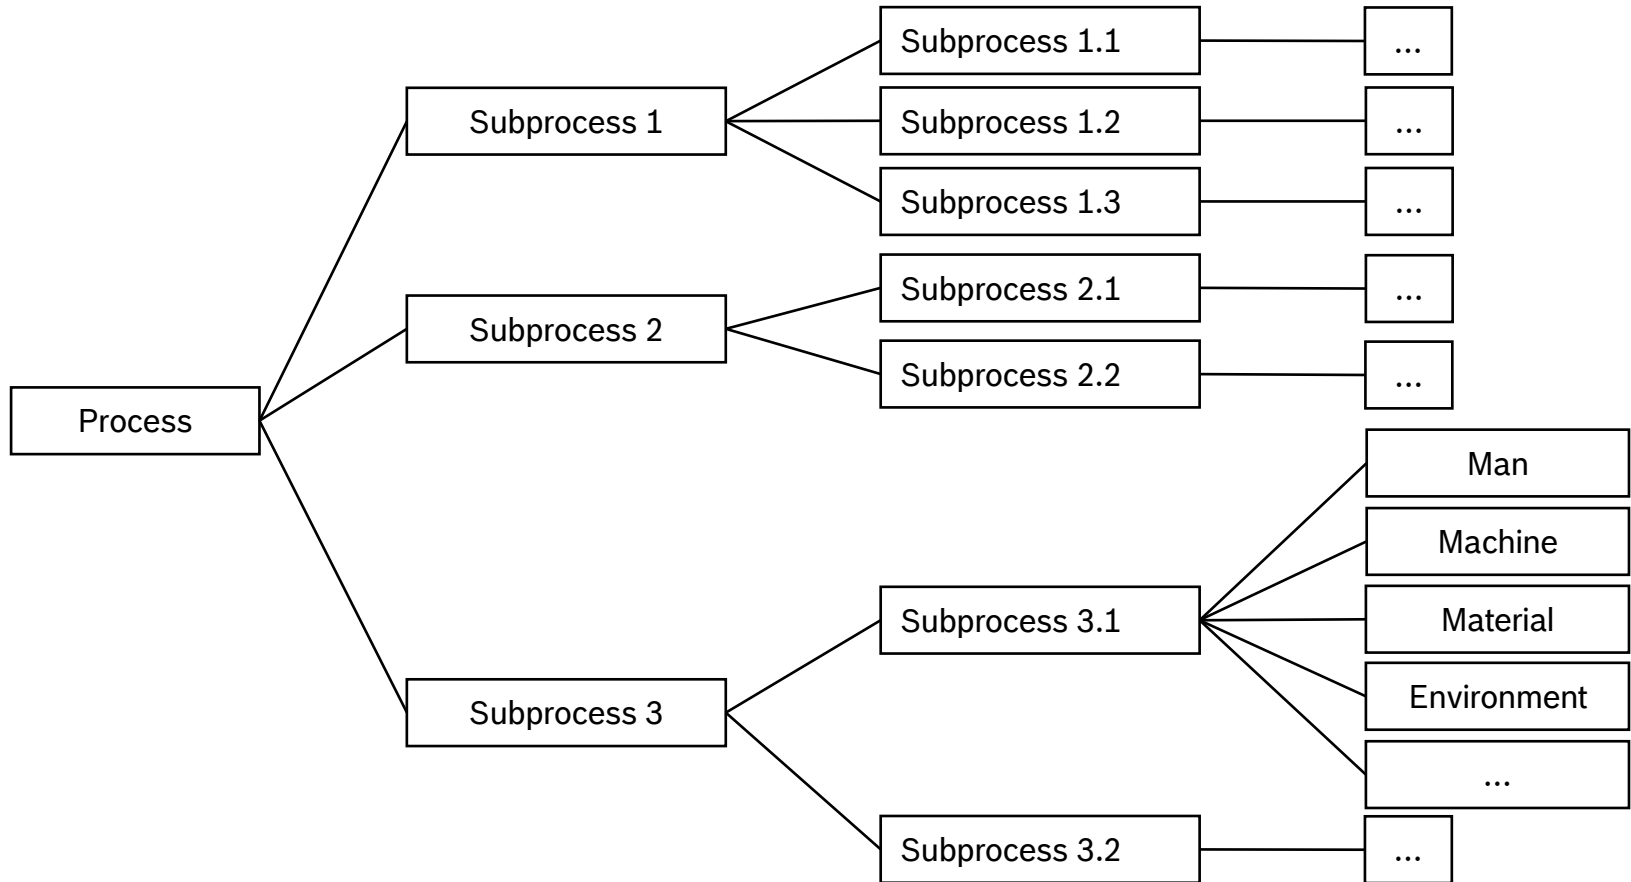 Process
Subprocess 1
Subprocess 1.1
...
Subprocess 1.2
...
Subprocess 1.3
...
Subprocess 2
Subprocess 2.1
...
Subprocess 2.2
...
Subprocess 3
Subprocess 3.1
Man
Machine
Material
Environment
...
Subprocess 3.2
...